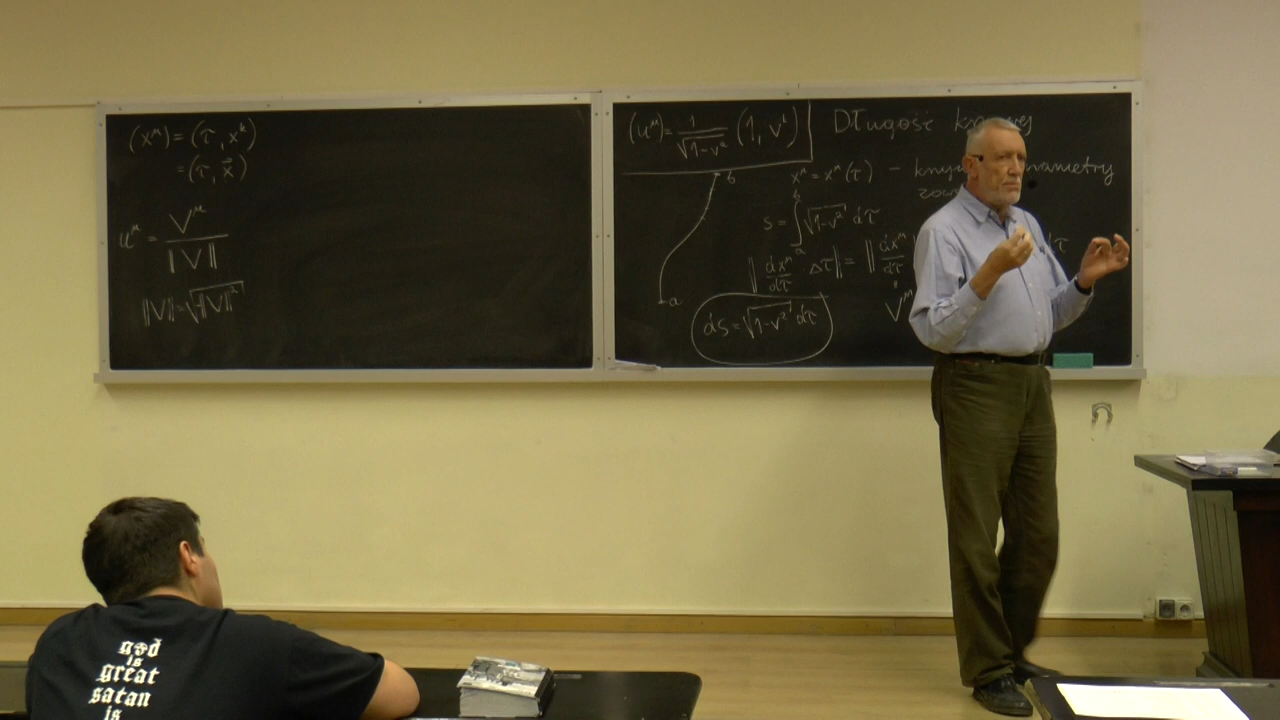 (x^μ) = (τ, x^k)
= (τ, x⃗)
u^μ = V^μ / ‖V‖
‖V‖ = √‖V‖²
(u^μ) = 1/√1-v² (1, v^k)
Długość
x^μ = x^μ(τ) –
b
a
s = ∫_a^b √1-v² dτ
‖ dx^μ/dτ · Δτ ‖ = ‖ dx^μ/dτ
V^μ
ds = √1-v² dτ
god
is
great
satan
is